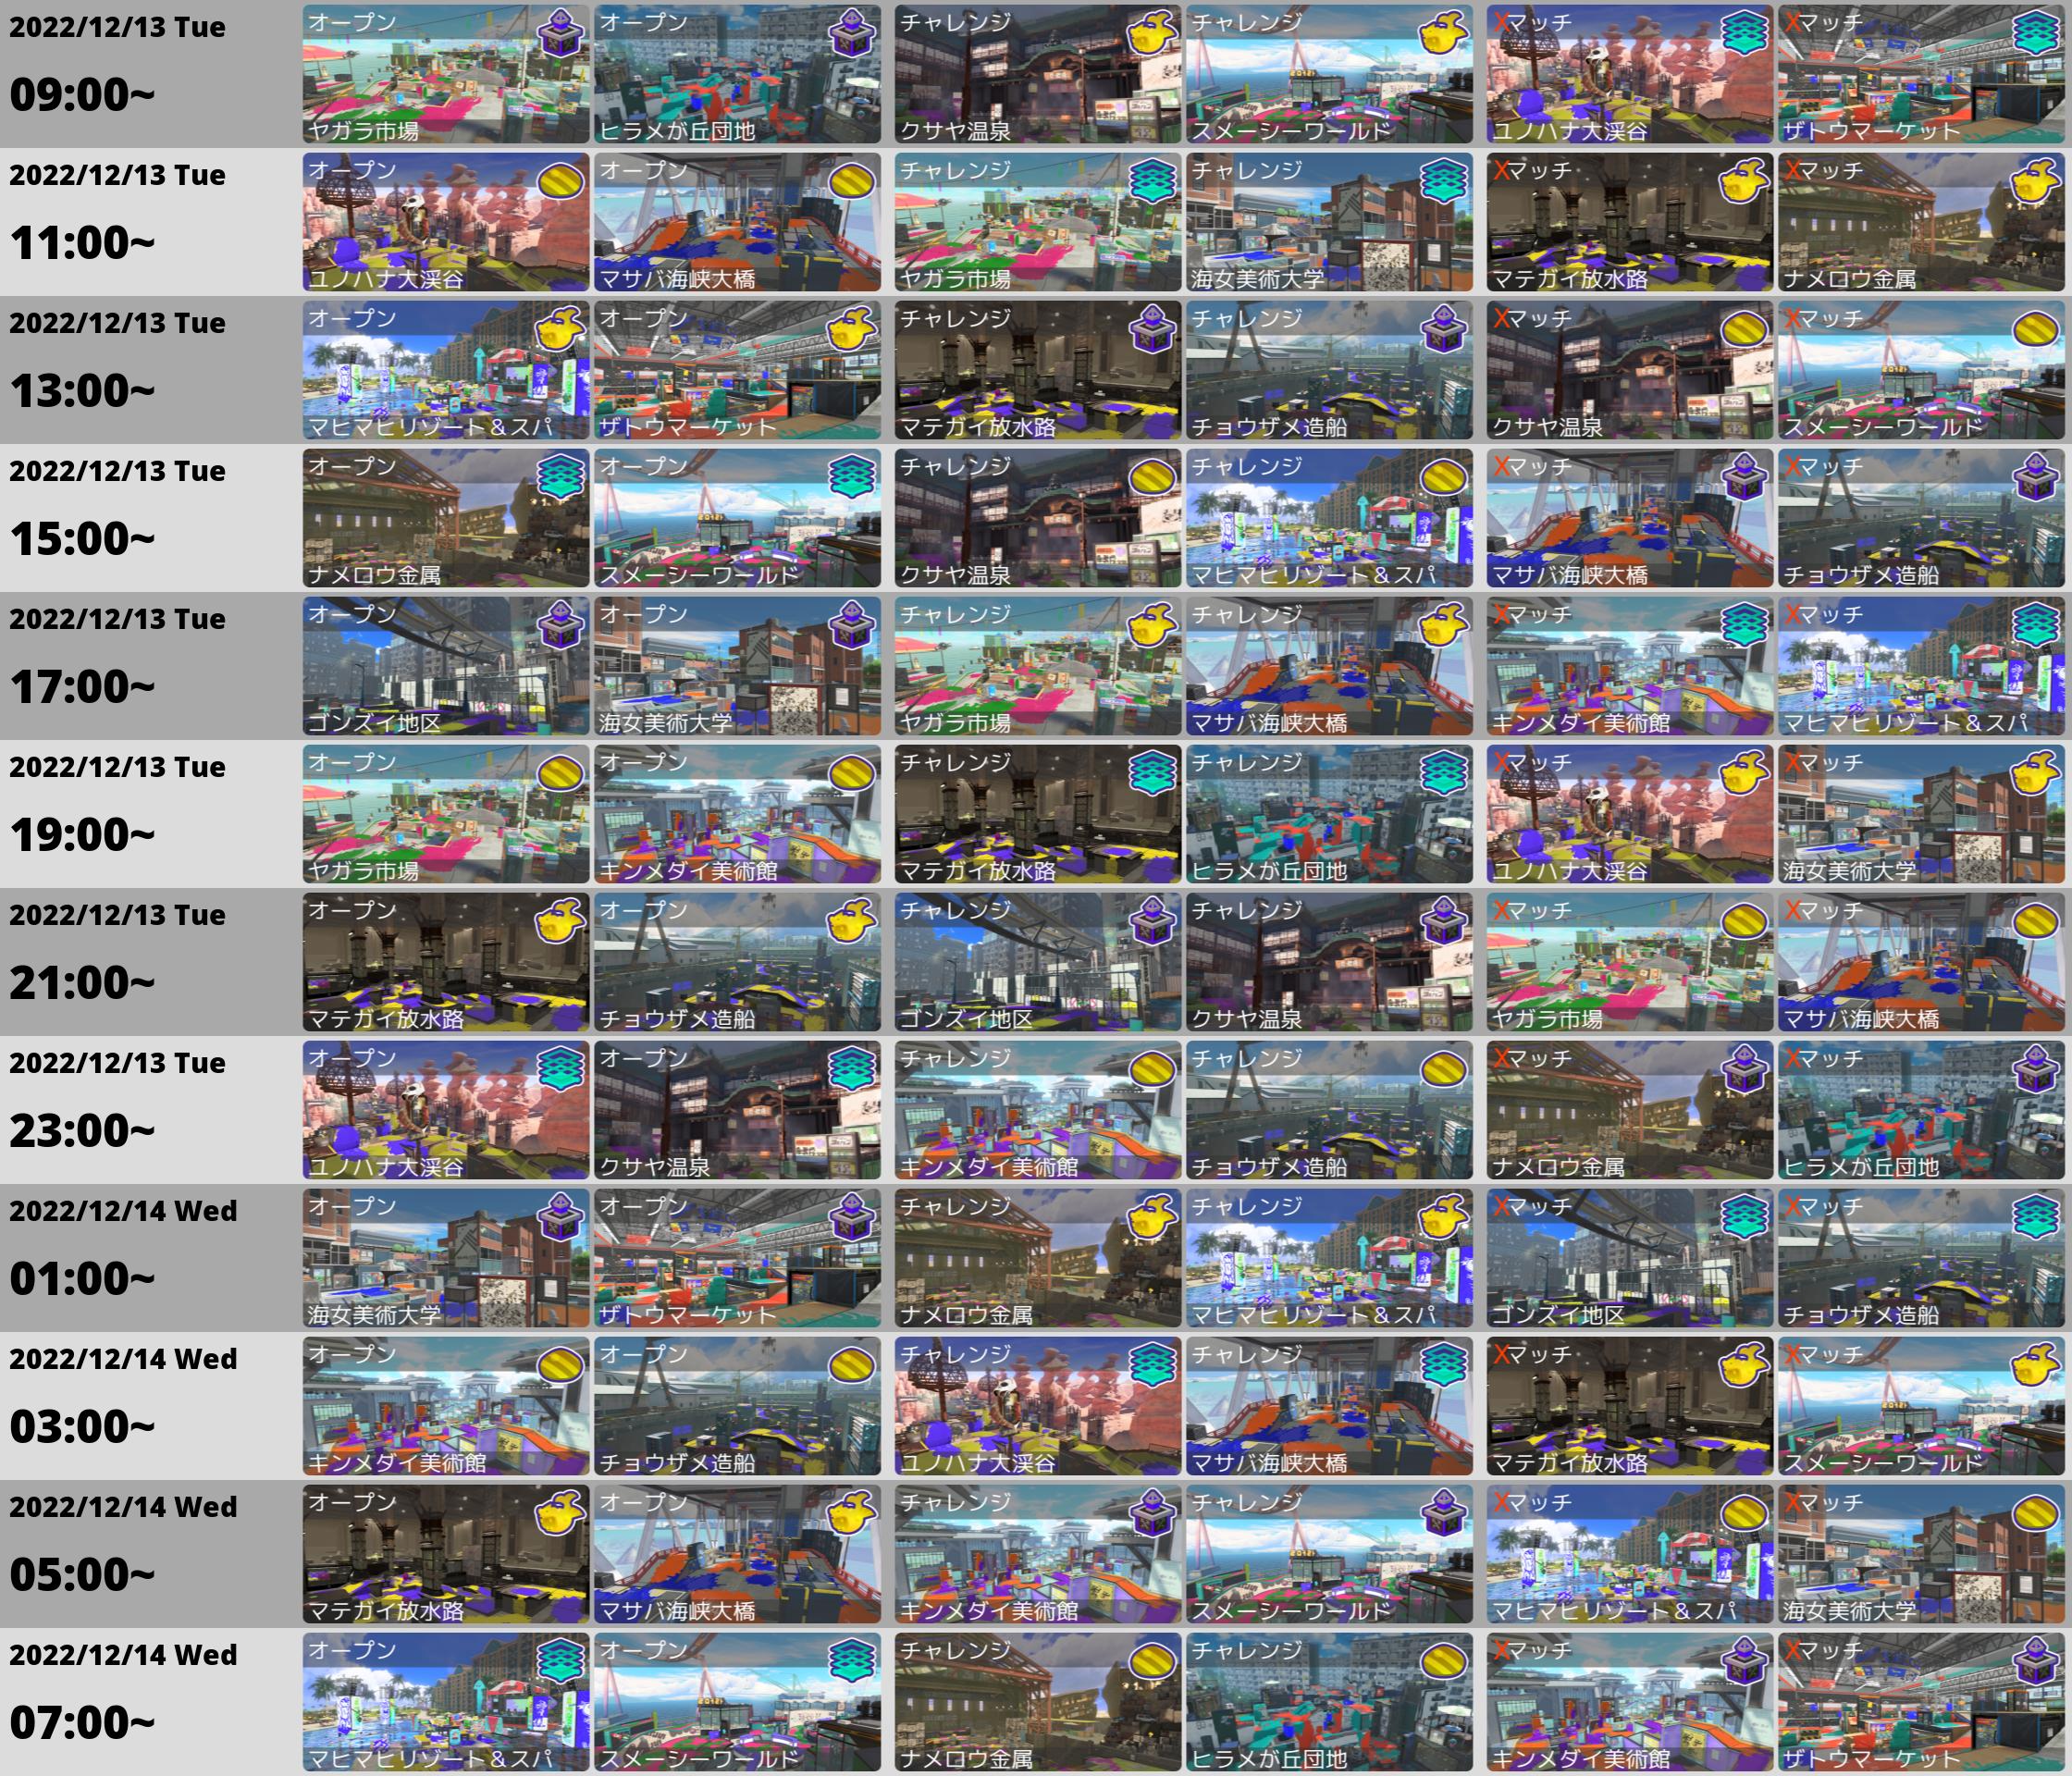 2022/12/13 Tue
09:00~
オープン
ヤガラ市場
オープン
ヒラメが丘団地
チャレンジ
クサヤ温泉
チャレンジ
スメーシーワールド
Xマッチ
ユノハナ大渓谷
Xマッチ
ザトウマーケット
2022/12/13 Tue
11:00~
オープン
ユノハナ大渓谷
オープン
マサバ海峡大橋
チャレンジ
ヤガラ市場
チャレンジ
海女美術大学
Xマッチ
マテガイ放水路
Xマッチ
ナメロウ金属
2022/12/13 Tue
13:00~
オープン
マヒマヒリゾート＆スパ
オープン
ザトウマーケット
チャレンジ
マテガイ放水路
チャレンジ
チョウザメ造船
Xマッチ
クサヤ温泉
Xマッチ
スメーシーワールド
2022/12/13 Tue
15:00~
オープン
ナメロウ金属
オープン
スメーシーワールド
チャレンジ
クサヤ温泉
チャレンジ
マヒマヒリゾート＆スパ
Xマッチ
マサバ海峡大橋
Xマッチ
チョウザメ造船
2022/12/13 Tue
17:00~
オープン
ゴンズイ地区
オープン
海女美術大学
チャレンジ
ヤガラ市場
チャレンジ
マサバ海峡大橋
Xマッチ
キンメダイ美術館
Xマッチ
マヒマヒリゾート＆スパ
2022/12/13 Tue
19:00~
オープン
ヤガラ市場
オープン
キンメダイ美術館
チャレンジ
マテガイ放水路
チャレンジ
ヒラメが丘団地
Xマッチ
ユノハナ大渓谷
Xマッチ
海女美術大学
2022/12/13 Tue
21:00~
オープン
マテガイ放水路
オープン
チョウザメ造船
チャレンジ
ゴンズイ地区
チャレンジ
クサヤ温泉
Xマッチ
ヤガラ市場
Xマッチ
マサバ海峡大橋
2022/12/13 Tue
23:00~
オープン
ユノハナ大渓谷
オープン
クサヤ温泉
チャレンジ
キンメダイ美術館
チャレンジ
チョウザメ造船
Xマッチ
ナメロウ金属
Xマッチ
ヒラメが丘団地
2022/12/14 Wed
01:00~
オープン
海女美術大学
オープン
ザトウマーケット
チャレンジ
ナメロウ金属
チャレンジ
マヒマヒリゾート＆スパ
Xマッチ
ゴンズイ地区
Xマッチ
チョウザメ造船
2022/12/14 Wed
03:00~
オープン
キンメダイ美術館
オープン
チョウザメ造船
チャレンジ
ユノハナ大渓谷
チャレンジ
マサバ海峡大橋
Xマッチ
マテガイ放水路
Xマッチ
スメーシーワールド
2022/12/14 Wed
05:00~
オープン
マテガイ放水路
オープン
マサバ海峡大橋
チャレンジ
キンメダイ美術館
チャレンジ
スメーシーワールド
Xマッチ
マヒマヒリゾート＆スパ
Xマッチ
海女美術大学
2022/12/14 Wed
07:00~
オープン
マヒマヒリゾート＆スパ
オープン
スメーシーワールド
チャレンジ
ナメロウ金属
チャレンジ
ヒラメが丘団地
Xマッチ
キンメダイ美術館
Xマッチ
ザトウマーケット